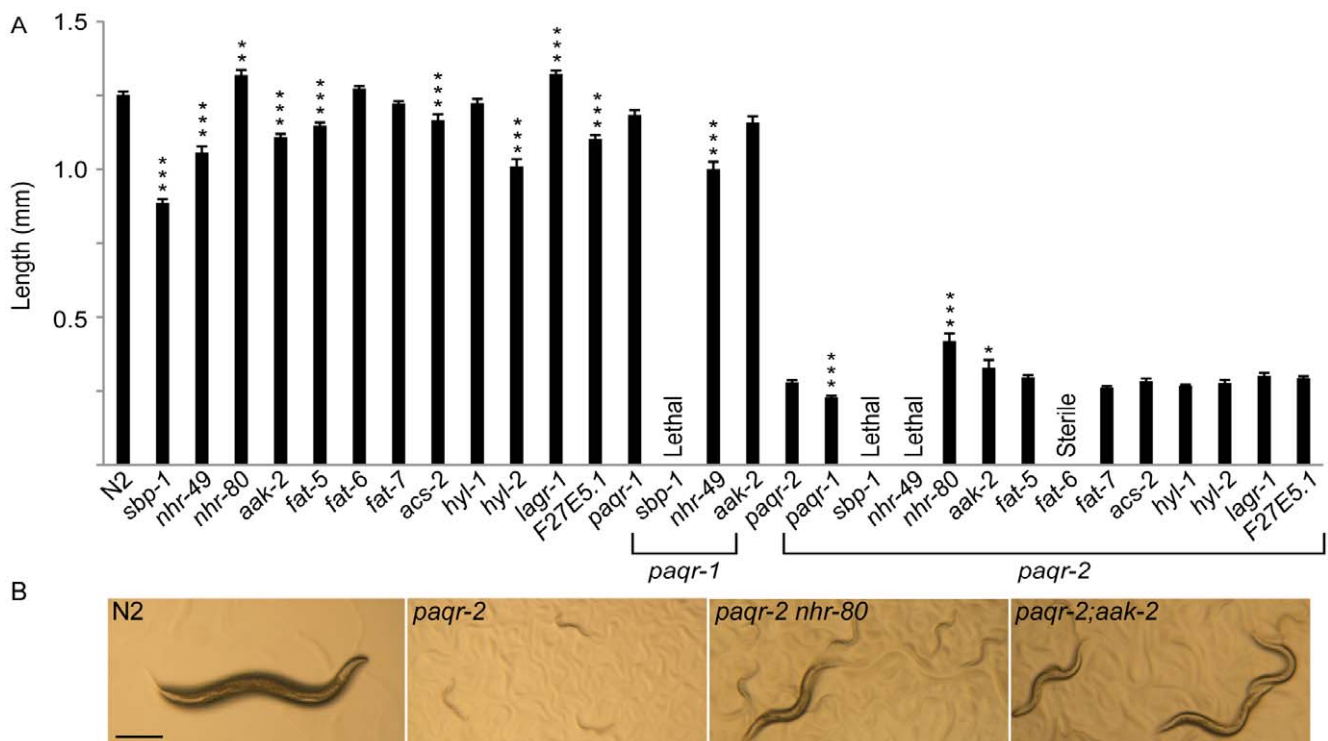 A
1.5
1.0
0.5
Length (mm)
** 
***
***
***
***
***
***
***
***
***
***
***
*
Lethal
Lethal
Lethal
Sterile
N2
sbp-1
nhr-49
nhr-80
aak-2
fat-5
fat-6
fat-7
acs-2
hyl-1
hyl-2
lagr-1
F27E5.1
paqr-1
sbp-1
nhr-49
aak-2
paqr-2
paqr-1
sbp-1
nhr-49
nhr-80
aak-2
fat-5
fat-6
fat-7
acs-2
hyl-1
hyl-2
lagr-1
F27E5.1
paqr-1
paqr-2
B
N2
paqr-2
paqr-2 nhr-80
paqr-2;aak-2